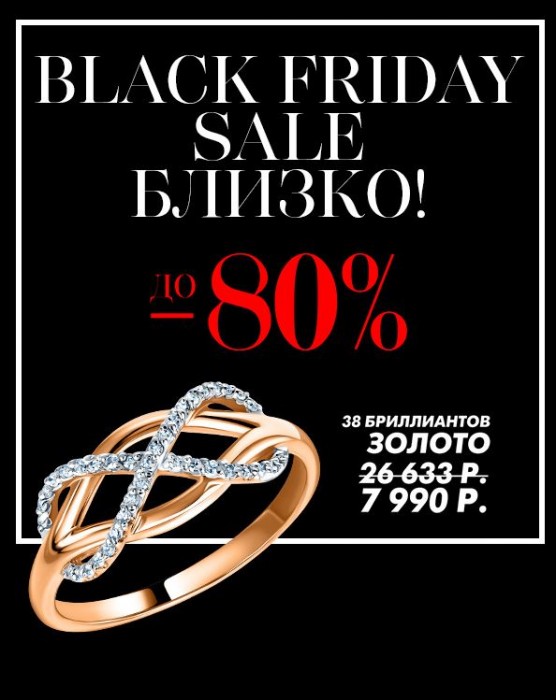 BLACK FRIDAY
SALE
БЛИЗКО!
ДО
–80%
38 БРИЛЛИАНТОВ
ЗОЛОТО
26 633 Р.
7 990 Р.